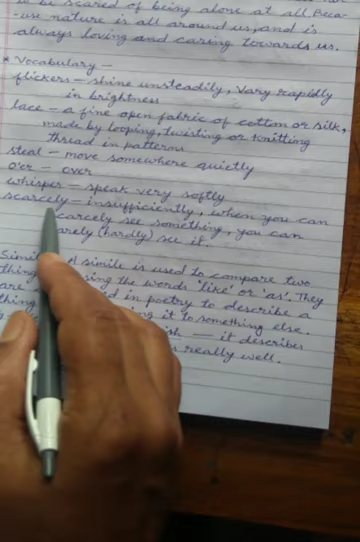 to be scared of being alone at all. Beca-
-use nature is all around us, and is
always loving and caring towards us.
* Vocabulary -
flickers - shine unsteadily, vary rapidly
in brightness
lace - a fine open fabric of cotton or silk,
made by looping, twisting or knitting
thread in patterns
steal - move somewhere quietly
o'er - over
whisper - speak very softly
scarcely - insufficiently, when you can
scarcely see something, you can
(hardly) see it.
A simile is used to compare two
using the words 'like' or 'as'. They
are in poetry to describe a
thing it to something else.
- it describes
really well.